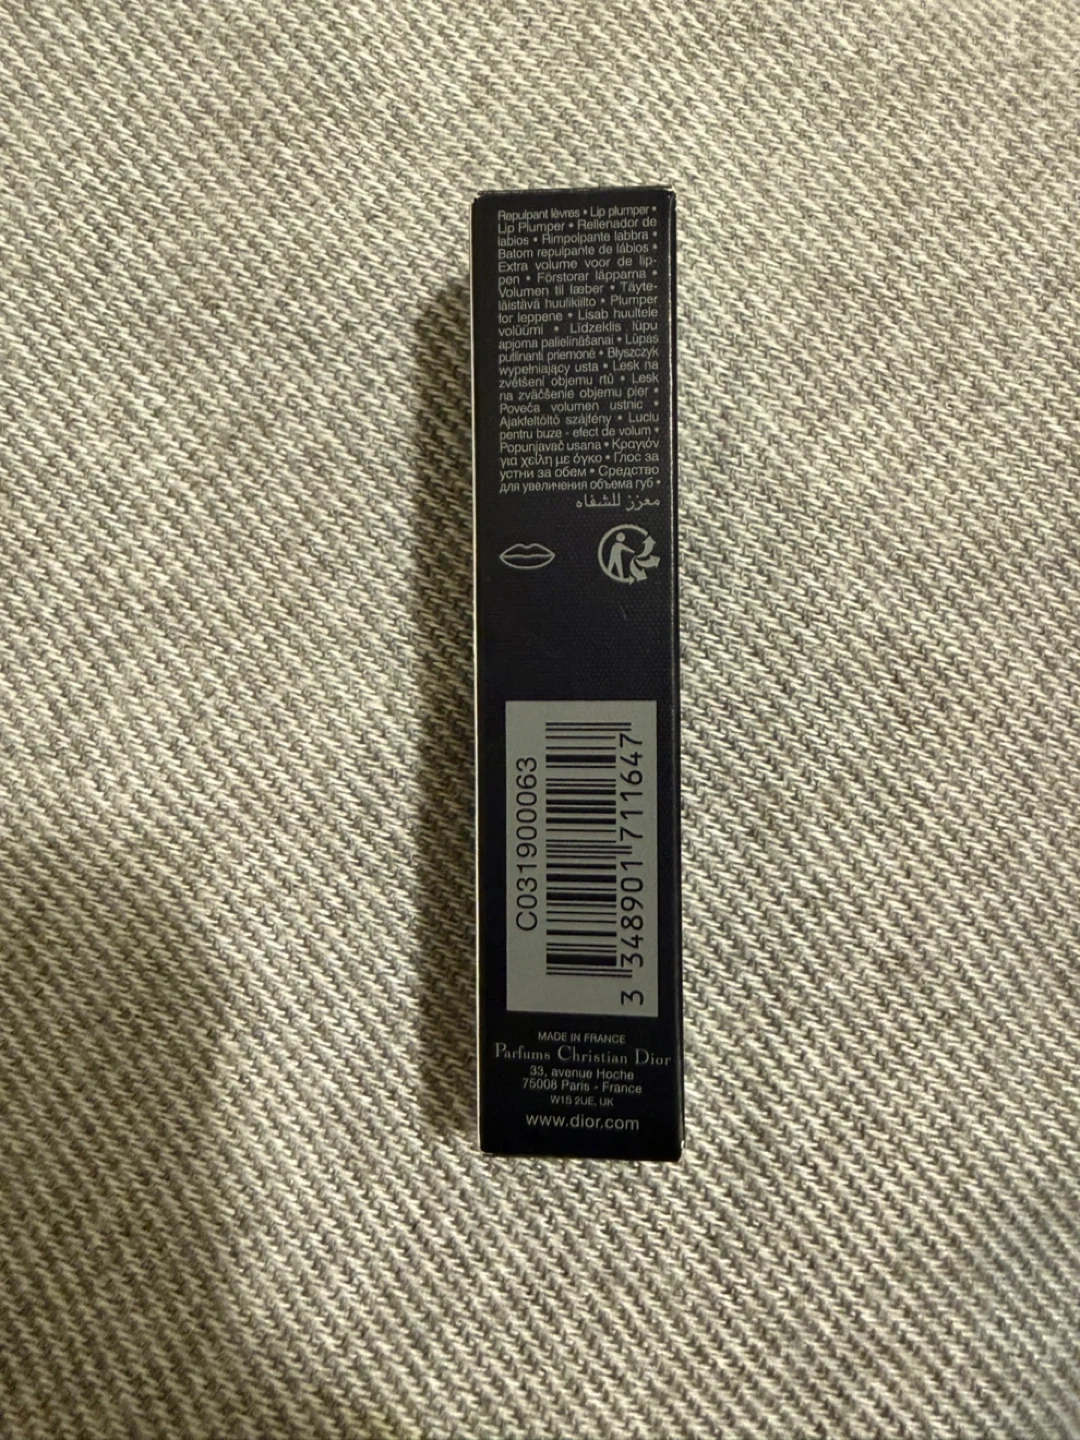 Repulpant lèvres • Lip plumper •
Lip Plumper • Rellenador de
labios • Rimpolpante labbra •
Batom repulpante de lábios •
Extra volume voor de lip-
pen • Förstorar läpparna •
Volumen til læber • Täyte-
läistävä huulikiilto • Plumper
for leppene • Lisab huultele
volüümi • Līdzeklis lūpu
apjoma palielināšanai • Lūpas
putlinanti priemonė • Błyszczyk
wypełniający usta • Lesk na
zvětšení objemu rtů • Lesk
na zväčšenie objemu pier •
Poveča volumen ustnic •
Ajakfeltöltő szájfény • Luciu
pentru buze - efect de volum •
Popunjavač usana • Κραγιόν
για χείλη με όγκο • Глос за
устни за обем • Средство
для увеличения объема губ •
معزز للشفاه
C031900063
3 348901 711647
MADE IN FRANCE
Parfums Christian Dior
33, avenue Hoche
75008 Paris - France
W1S 2UE, UK
www.dior.com